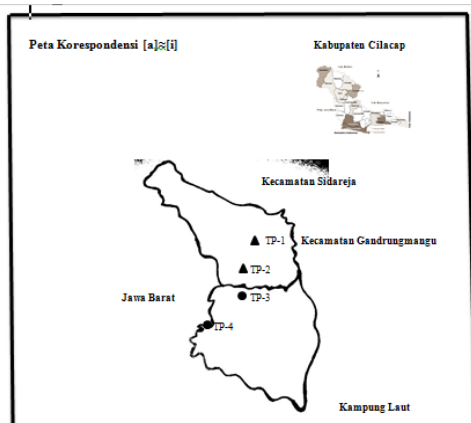 Peta Korespondensi [a]≈[i]
Kabupaten Cilacap
Kecamatan Sidareja
TP-1
Kecamatan Gandrungmangu
TP-2
Jawa Barat
TP-3
TP-4
Kampung Laut